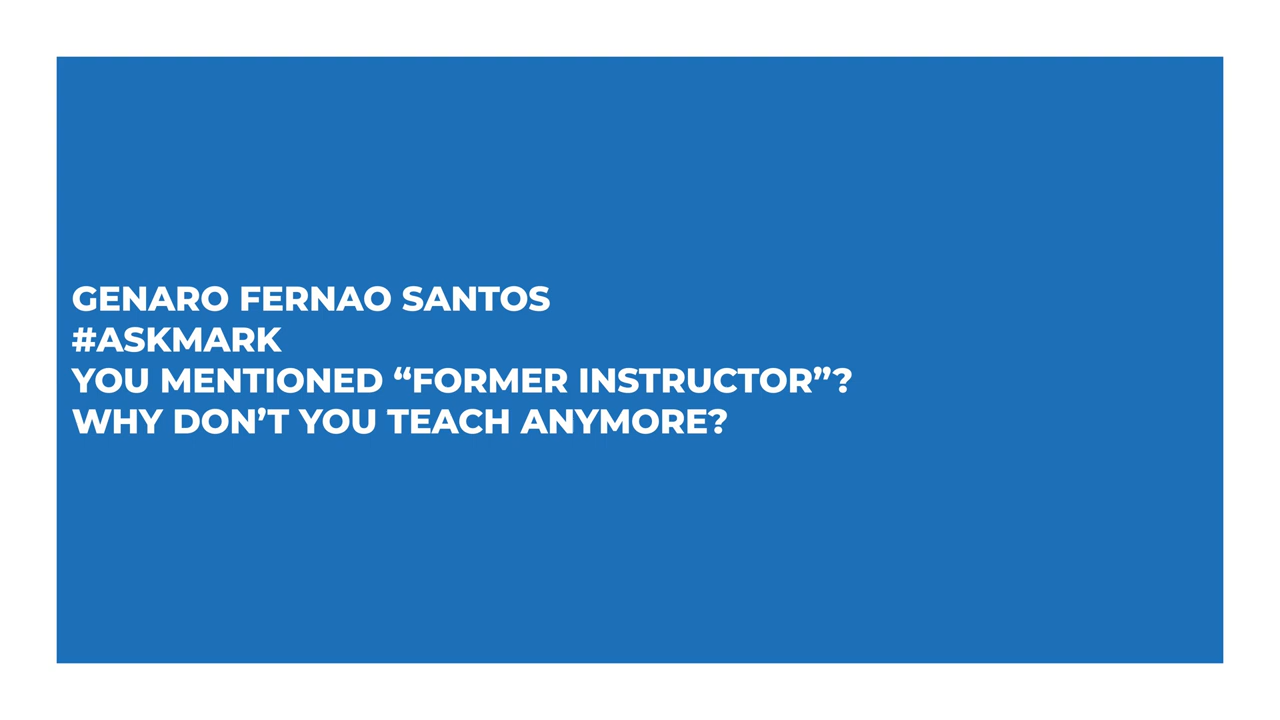 GENARO FERNAO SANTOS
#ASKMARK
YOU MENTIONED “FORMER INSTRUCTOR”?
WHY DON’T YOU TEACH ANYMORE?